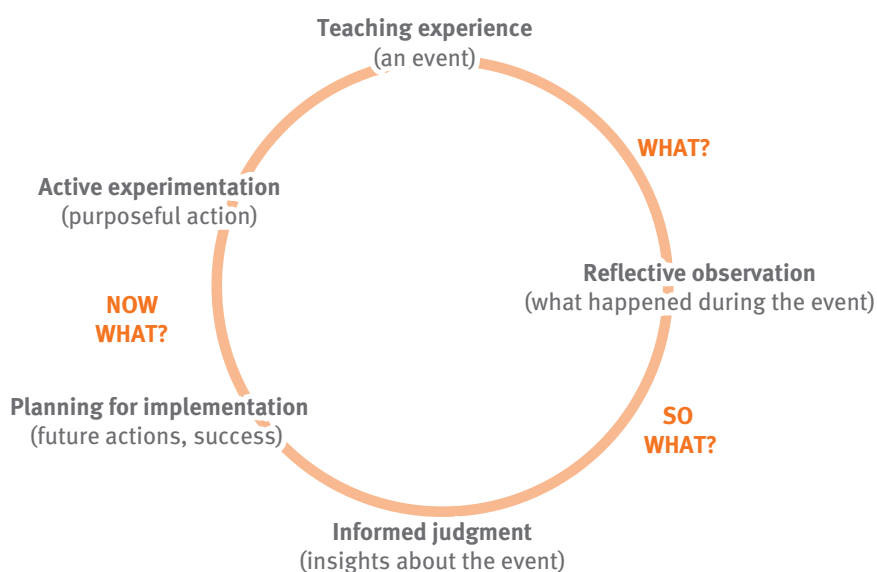 Teaching experience
(an event)
WHAT?
Active experimentation
(purposeful action)
Reflective observation
(what happened during the event)
NOW
WHAT?
Planning for implementation
(future actions, success)
SO
WHAT?
Informed judgment
(insights about the event)